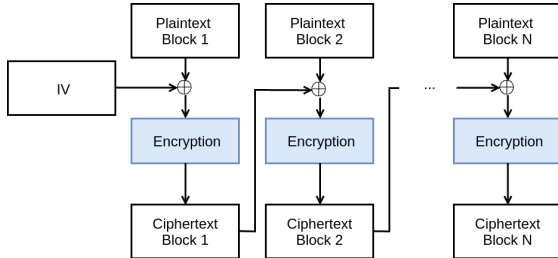 Plaintext
Block 1
Plaintext
Block 2
Plaintext
Block N
IV
...
Encryption
Encryption
Encryption
Ciphertext
Block 1
Ciphertext
Block 2
Ciphertext
Block N